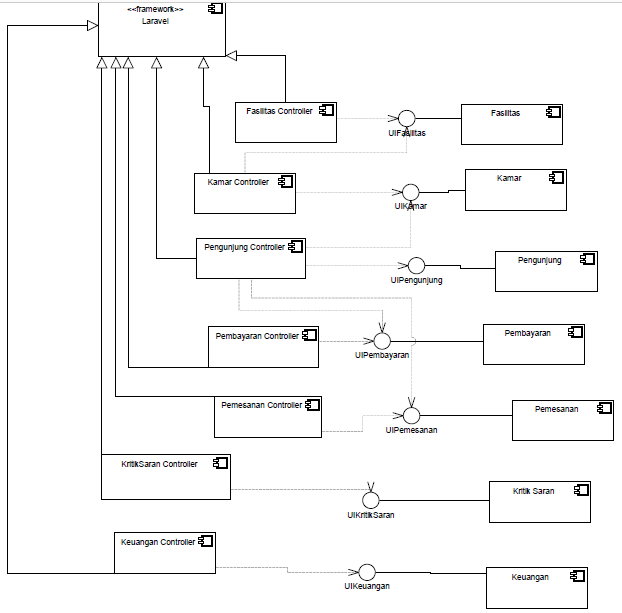 <<framework>>
Laravel
Fasilitas Controller
UIFasilitas
Fasilitas
Kamar Controller
UIKamar
Kamar
Pengunjung Controller
UIPengunjung
Pengunjung
Pembayaran Controller
UIPembayaran
Pembayaran
Pemesanan Controller
UIPemesanan
Pemesanan
KritikSaran Controller
UIKritikSaran
Kritik Saran
Keuangan Controller
UIKeuangan
Keuangan